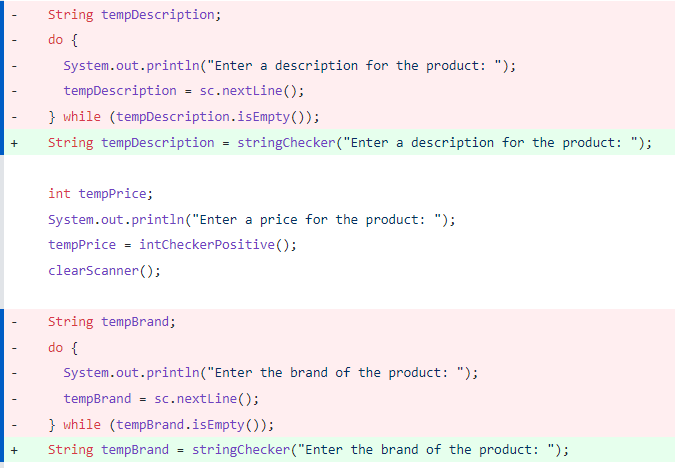 - String tempDescription;
- do {
- System.out.println("Enter a description for the product: ");
- tempDescription = sc.nextLine();
- } while (tempDescription.isEmpty());
+ String tempDescription = stringChecker("Enter a description for the product: ");
int tempPrice;
System.out.println("Enter a price for the product: ");
tempPrice = intCheckerPositive();
clearScanner();
- String tempBrand;
- do {
- System.out.println("Enter the brand of the product: ");
- tempBrand = sc.nextLine();
- } while (tempBrand.isEmpty());
+ String tempBrand = stringChecker("Enter the brand of the product: ");